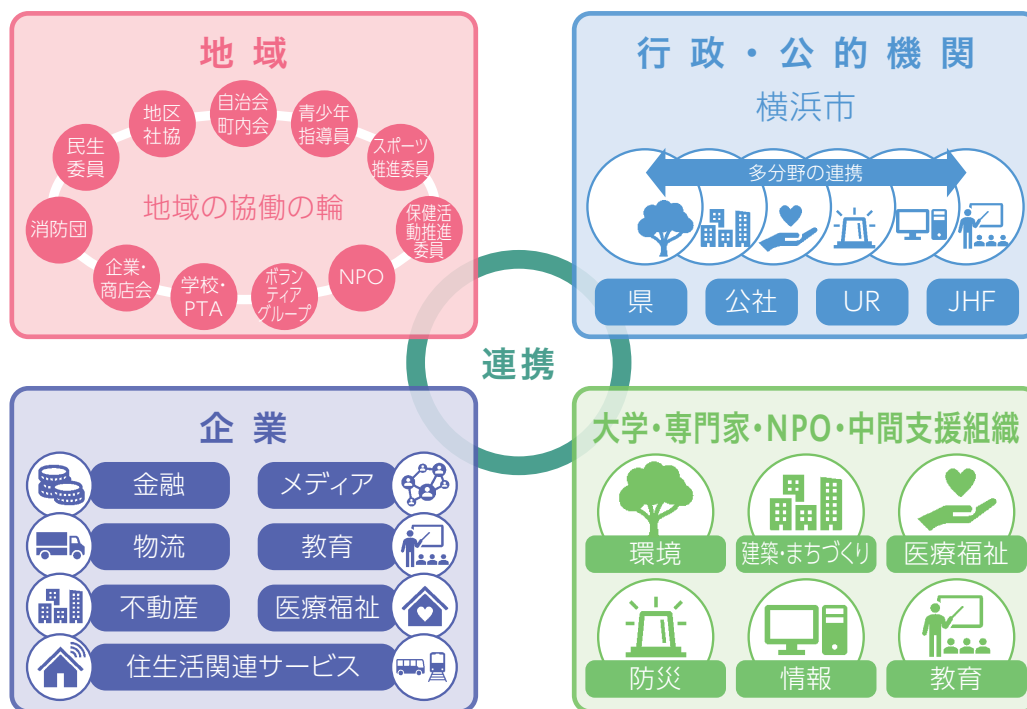 地域
自治会
町内会
青少年
指導員
スポーツ
推進委員
保健活
動推進
委員
NPO
ボラン
ティア
グループ
学校・
PTA
企業・
商店会
消防団
民生
委員
地区
社協
地域の協働の輪
行政・公的機関
横浜市
多分野の連携
県
公社
UR
JHF
連携
企業
金融
メディア
物流
教育
不動産
医療福祉
住生活関連サービス
大学・専門家・NPO・中間支援組織
環境
建築・まちづくり
医療福祉
防災
情報
教育